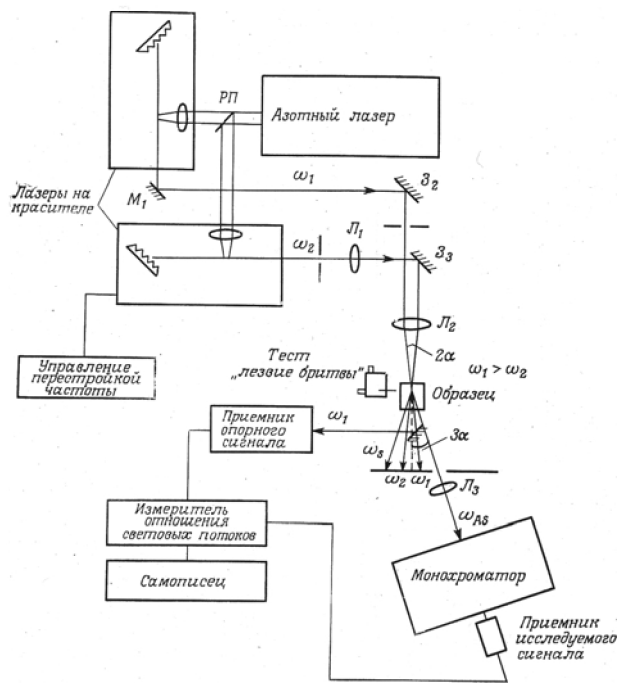 РП
Азотный лазер
Лазеры на
красителе
М₁
ω₁
З₂
ω₂
Л₁
З₃
Л₂
2α
Управление
перестройкой
частоты
Тест
„лезвие бритвы”
ω₁ > ω₂
Образец
Приемник
опорного
сигнала
ω₁
3α
ωs
ω₂
ω₁
Л₃
ωAS
Измеритель
отношения
световых потоков
Самописец
Монохроматор
Приемник
исследуемого
сигнала